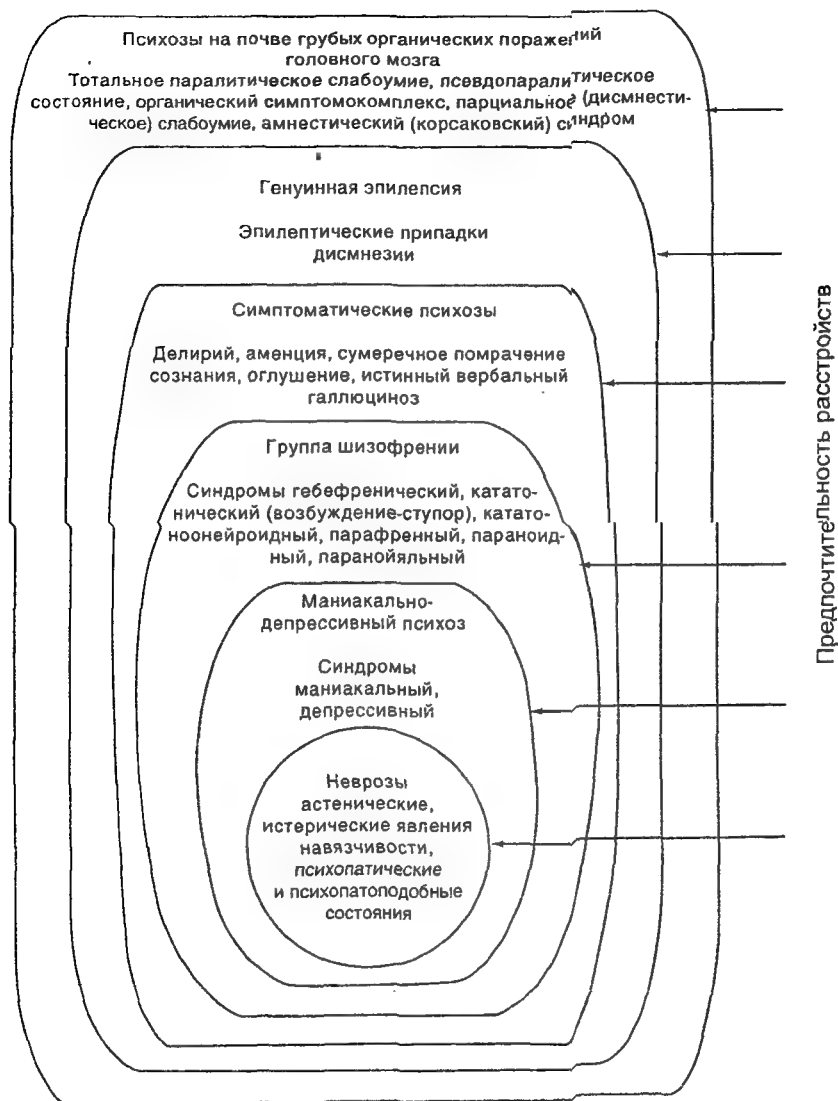 Психозы на почве грубых органических поражений
головного мозга
Тотальное паралитическое слабоумие, псевдопаралитическое
состояние, органический симптомокомплекс, парциальное (дисмнести-
ческое) слабоумие, амнестический (корсаковский) синдром
Генуинная эпилепсия
Эпилептические припадки
дисмнезии
Симптоматические психозы
Делирий, аменция, сумеречное помрачение
сознания, оглушение, истинный вербальный
галлюциноз
Группа шизофрении
Синдромы гебефренический, катато-
нический (возбуждение-ступор), катато-
ноонейроидный, парафренный, параноид-
ный, паранойяльный
Маниакально-
депрессивный психоз
Синдромы
маниакальный,
депрессивный
Неврозы
астенические,
истерические явления
навязчивости,
психопатические
и психопатоподобные
состояния
Предпочтительность расстройств